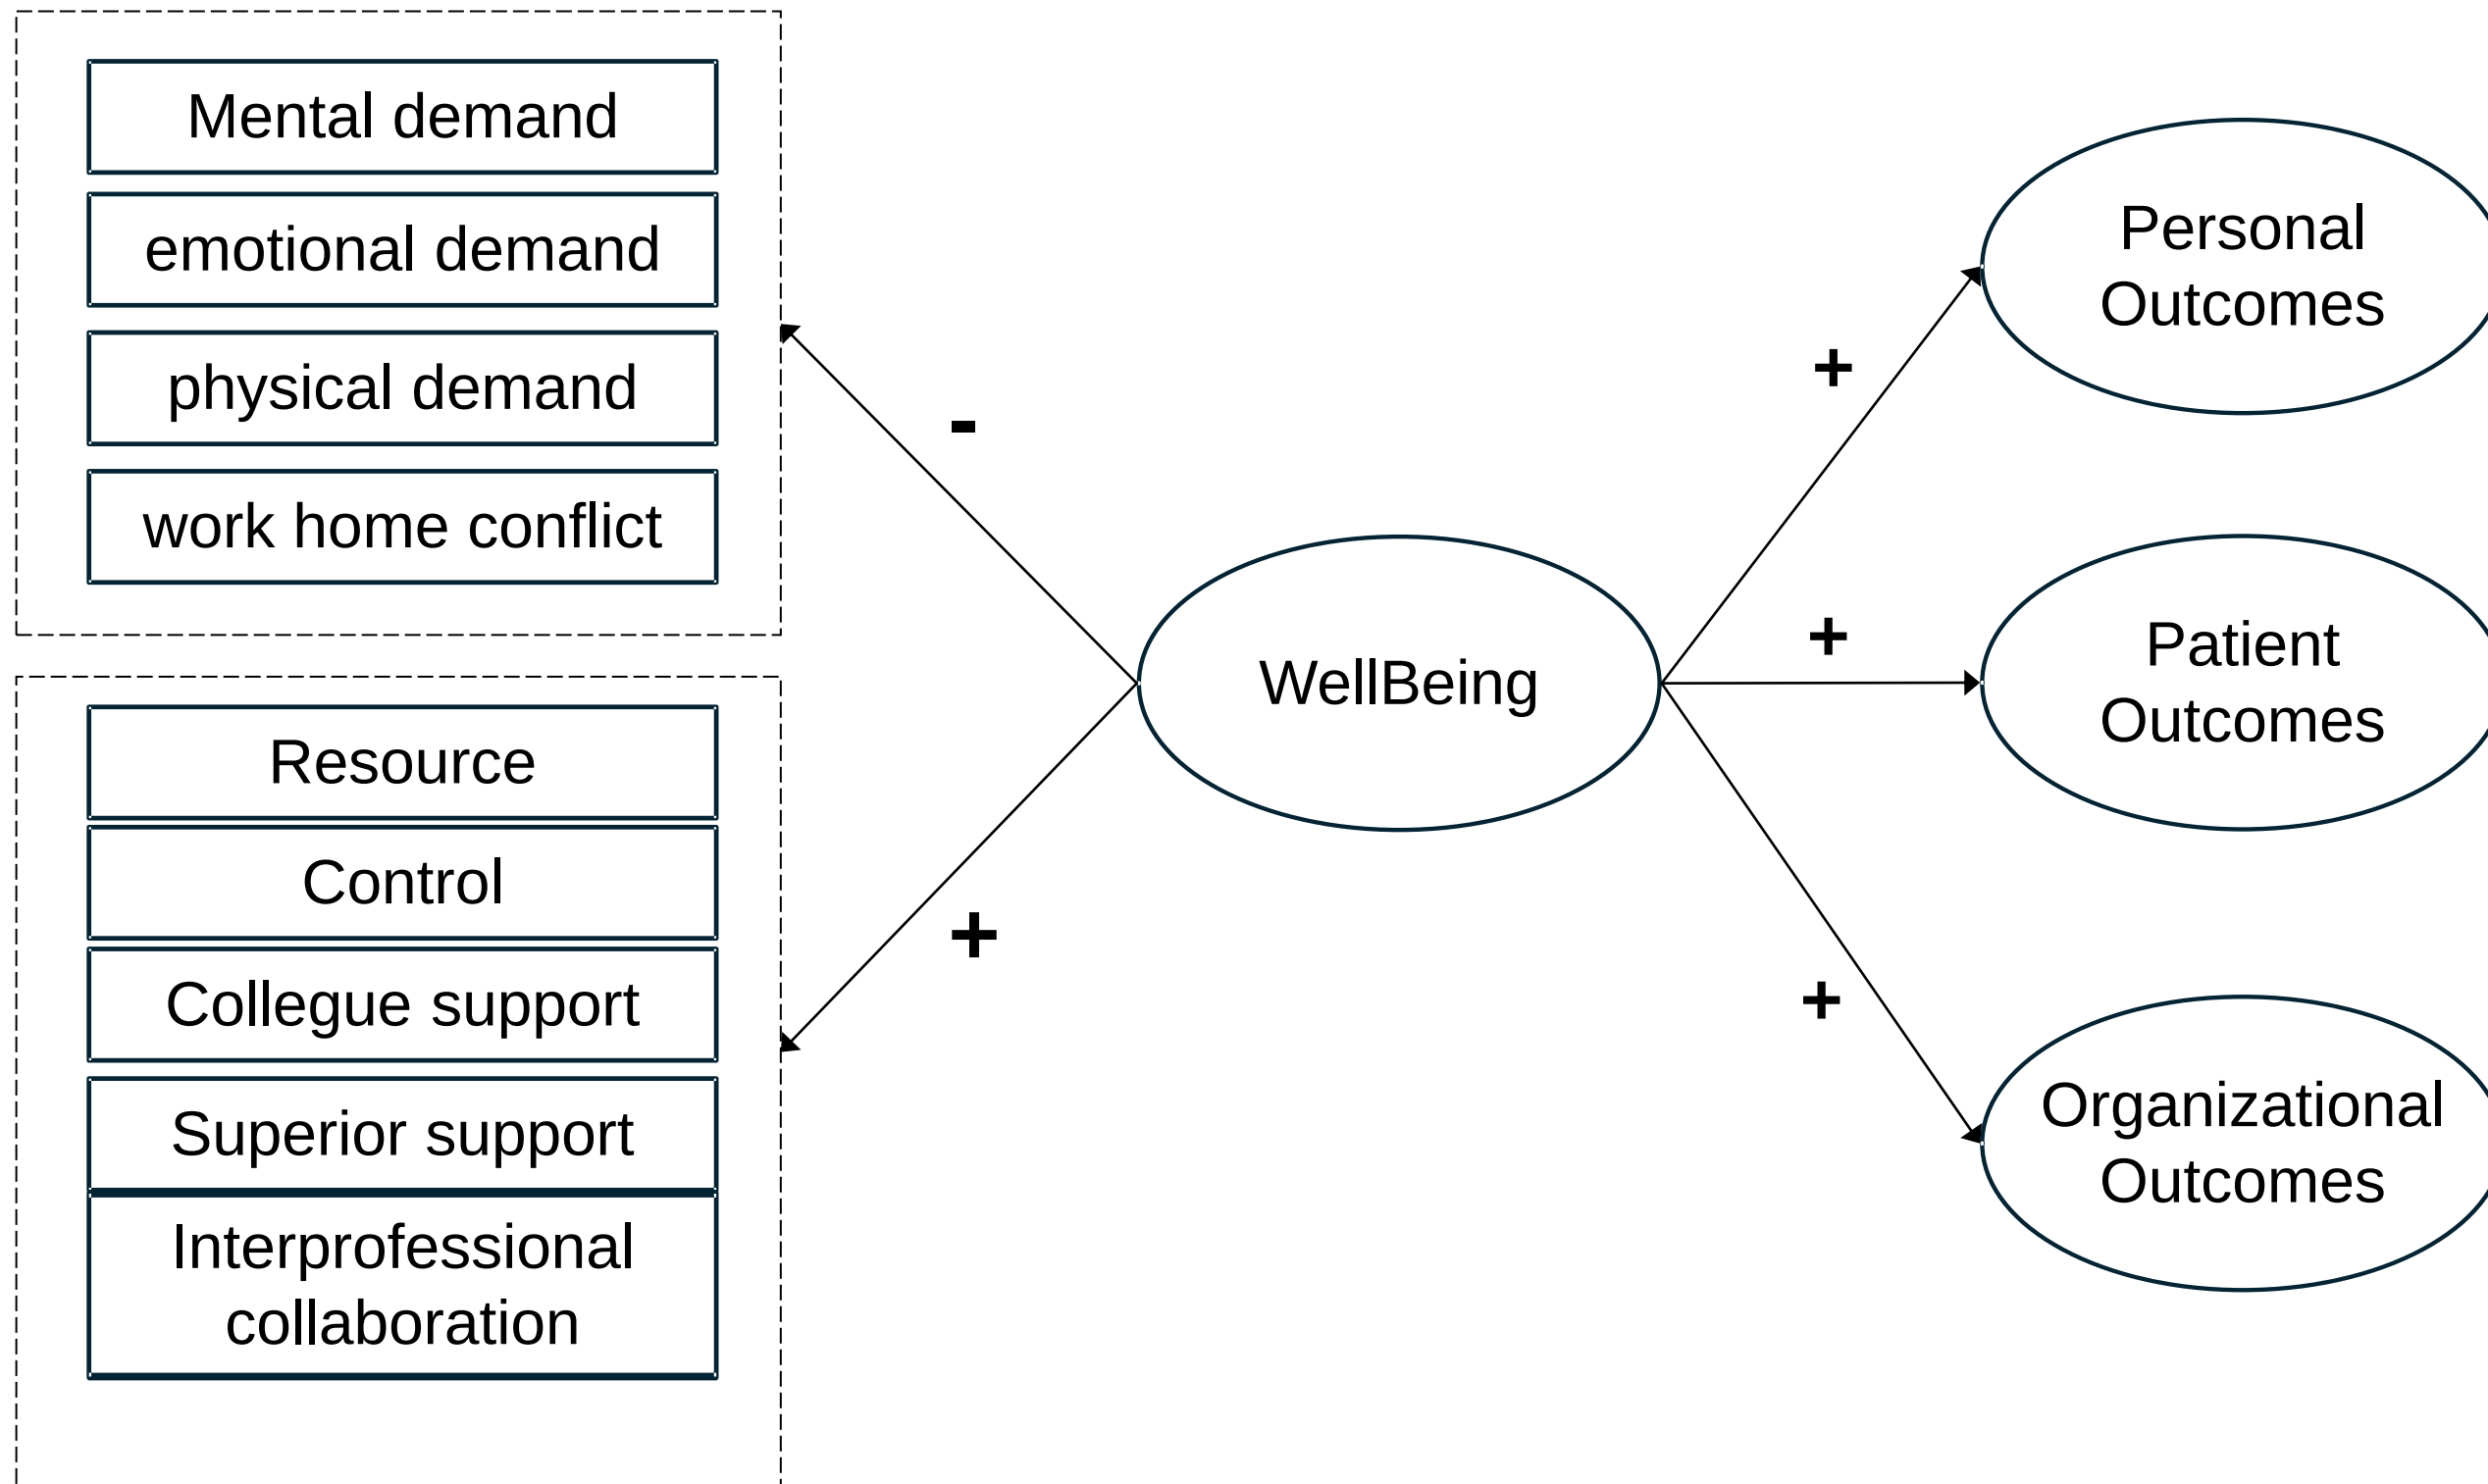 Mental demand
emotional demand
physical demand
work home conflict
-
Resource
Control
Collegue support
Superior support
Interprofessional
collaboration
+
WellBeing
+
+
+
Personal
Outcomes
Patient
Outcomes
Organizational
Outcomes